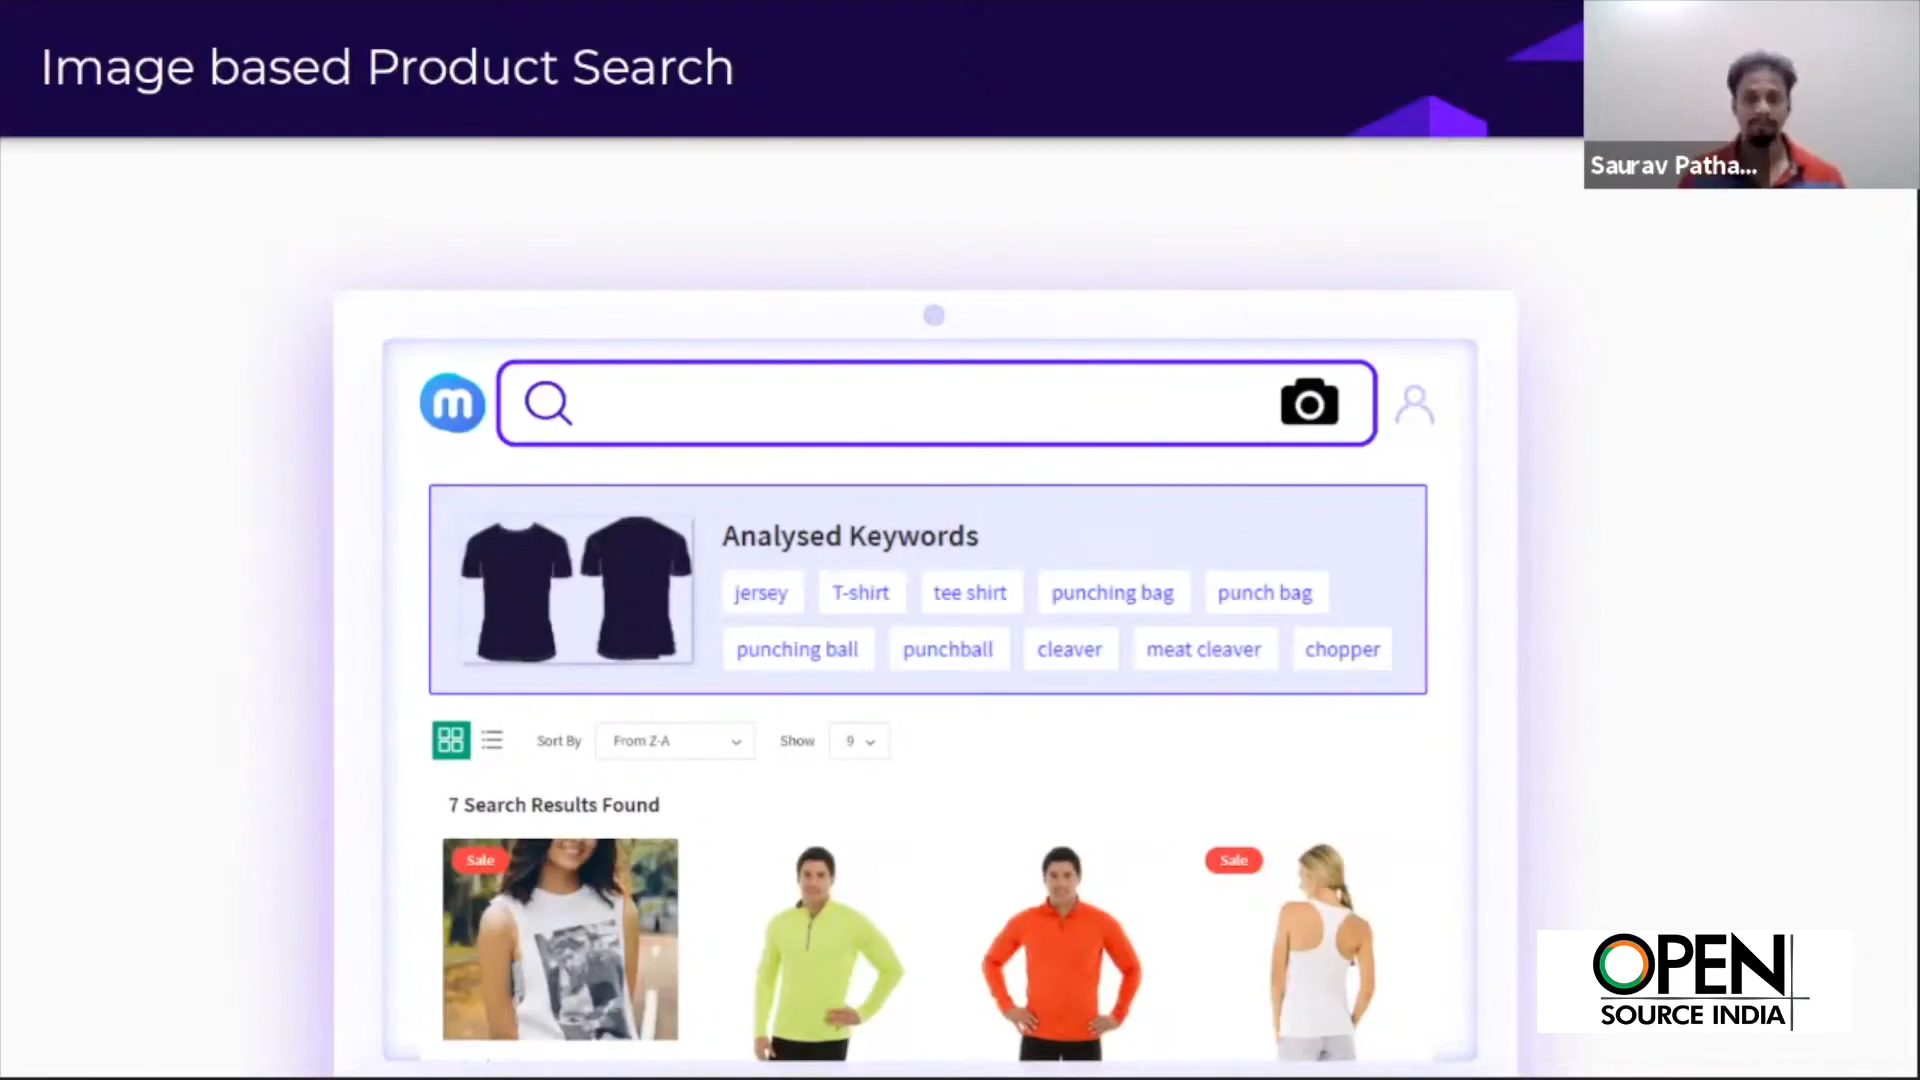 Image based Product Search
Saurav Patha...
m
Analysed Keywords
jersey T-shirt tee shirt punching bag punch bag
punching ball punchball cleaver meat cleaver chopper
Sort By From Z-A Show 9
7 Search Results Found
Sale Sale
OPEN
SOURCE INDIA